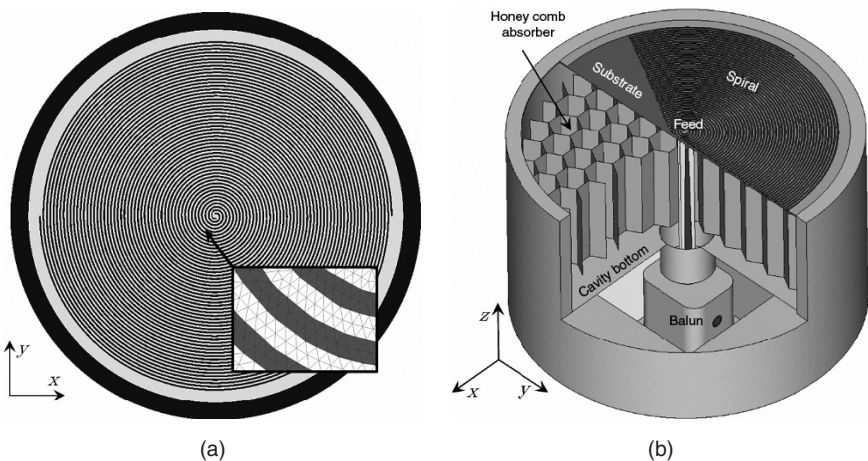 Honey comb
absorber
Substrate
Spiral
Feed
Cavity bottom
Balun
y
x
z
x
y
(a)
(b)